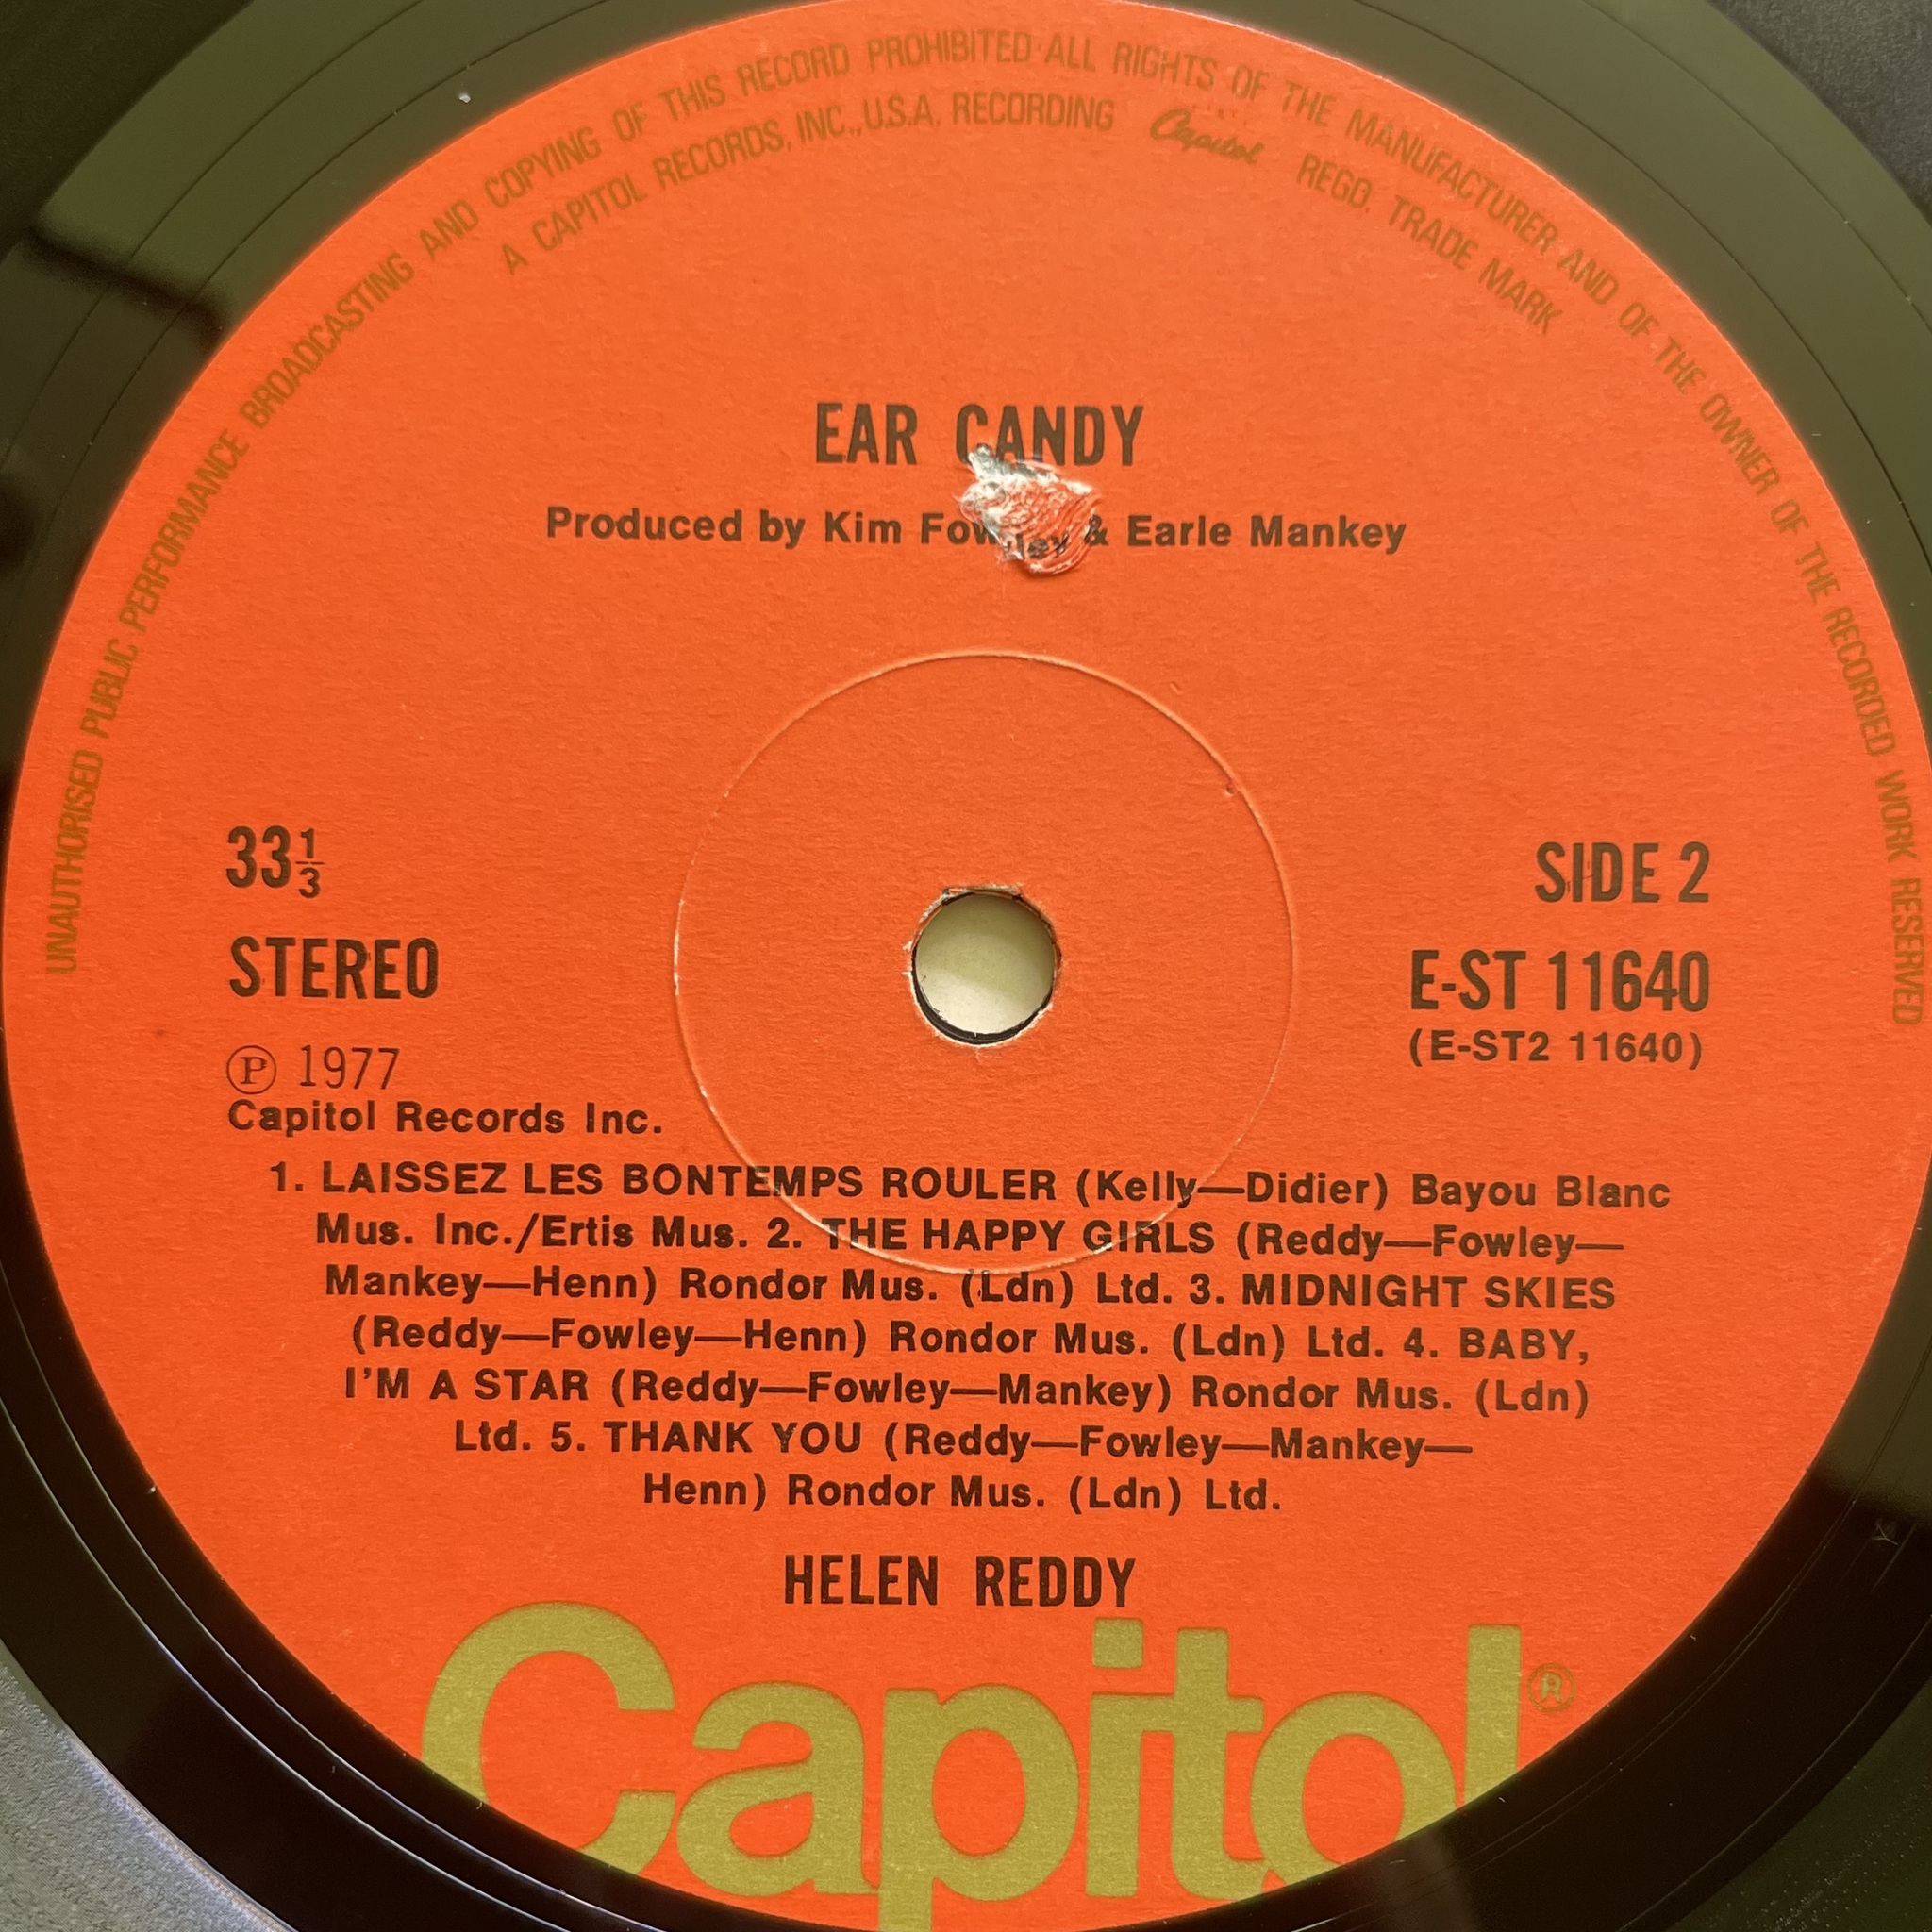 UNAUTHORISED PUBLIC PERFORMANCE BROADCASTING AND COPYING OF THIS RECORD PROHIBITED·ALL RIGHTS OF THE MANUFACTURER AND OF THE OWNER OF THE RECORDED WORK RESERVED
A CAPITOL RECORDS, INC., U.S.A. RECORDING Capitol REGD. TRADE MARK
EAR CANDY
Produced by Kim Fowley & Earle Mankey
33 1/3
SIDE 2
STEREO
E-ST 11640
(E-ST2 11640)
Ⓟ 1977
Capitol Records Inc.
1. LAISSEZ LES BONTEMPS ROULER (Kelly—Didier) Bayou Blanc
Mus. Inc./Ertis Mus. 2. THE HAPPY GIRLS (Reddy—Fowley—
Mankey—Henn) Rondor Mus. (Ldn) Ltd. 3. MIDNIGHT SKIES
(Reddy—Fowley—Henn) Rondor Mus. (Ldn) Ltd. 4. BABY,
I'M A STAR (Reddy—Fowley—Mankey) Rondor Mus. (Ldn)
Ltd. 5. THANK YOU (Reddy—Fowley—Mankey—
Henn) Rondor Mus. (Ldn) Ltd.
HELEN REDDY
Capitol®